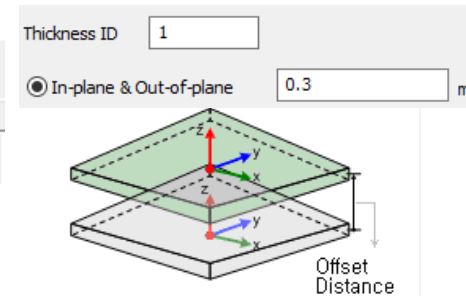 Thickness ID 1
In-plane & Out-of-plane 0.3 m
z
y
x
z
y
x
Offset
Distance